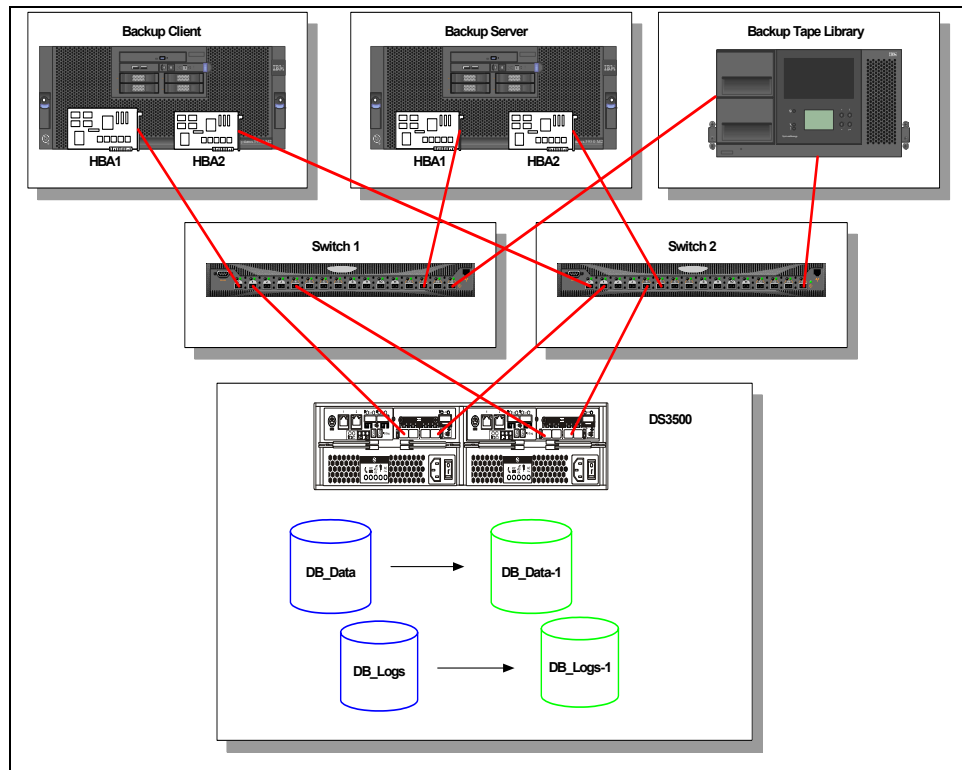 Backup Client
Backup Server
Backup Tape Library
HBA1
HBA2
HBA1
HBA2
Switch 1
Switch 2
DS3500
DB_Data
DB_Data-1
DB_Logs
DB_Logs-1